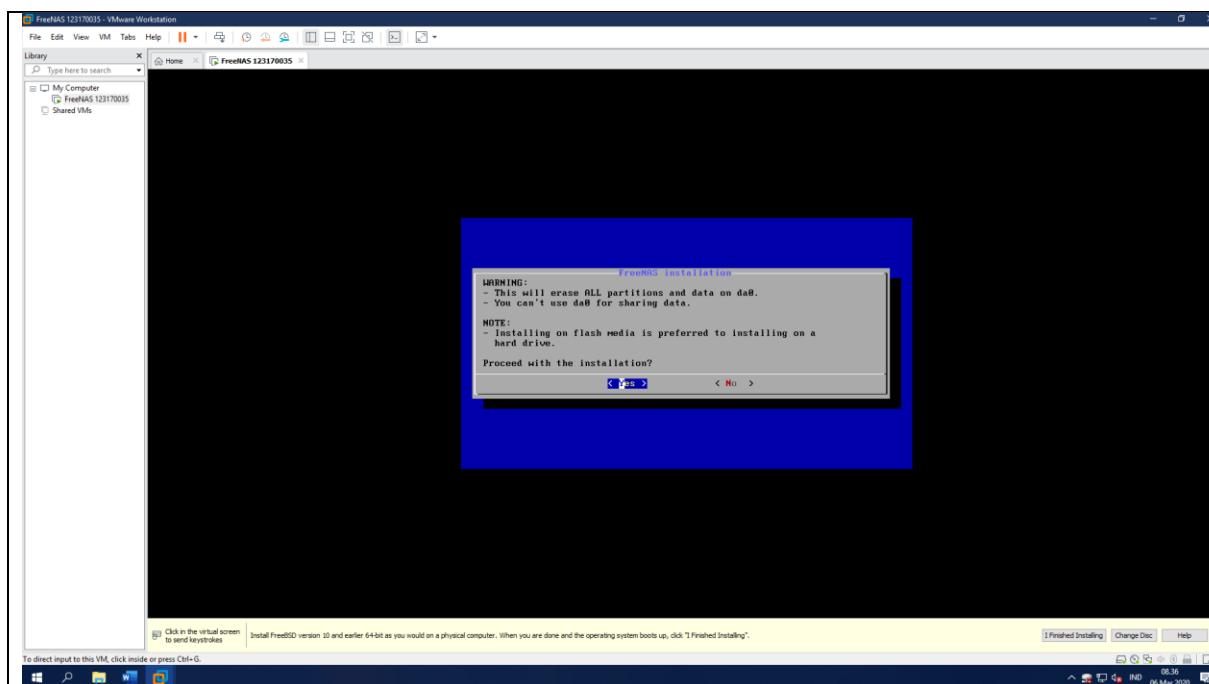 FreeNAS 123170035 - VMware Workstation
File Edit View VM Tabs Help
Library
Type here to search
Home
FreeNAS 123170035
My Computer
FreeNAS 123170035
Shared VMs
FreeNAS installation
WARNING:
- This will erase ALL partitions and data on da0.
- You can't use da0 for sharing data.
NOTE:
- Installing on flash media is preferred to installing on a
hard drive.
Proceed with the installation?
< Yes > < No >
Click in the virtual screen
to send keystrokes
Install FreeBSD version 10 and earlier 64-bit as you would on a physical computer. When you are done and the operating system boots up, click "I Finished Installing".
I Finished Installing
Change Disc
Help
To direct input to this VM, click inside or press Ctrl+G.
IND
08.36
06 Mar 2020